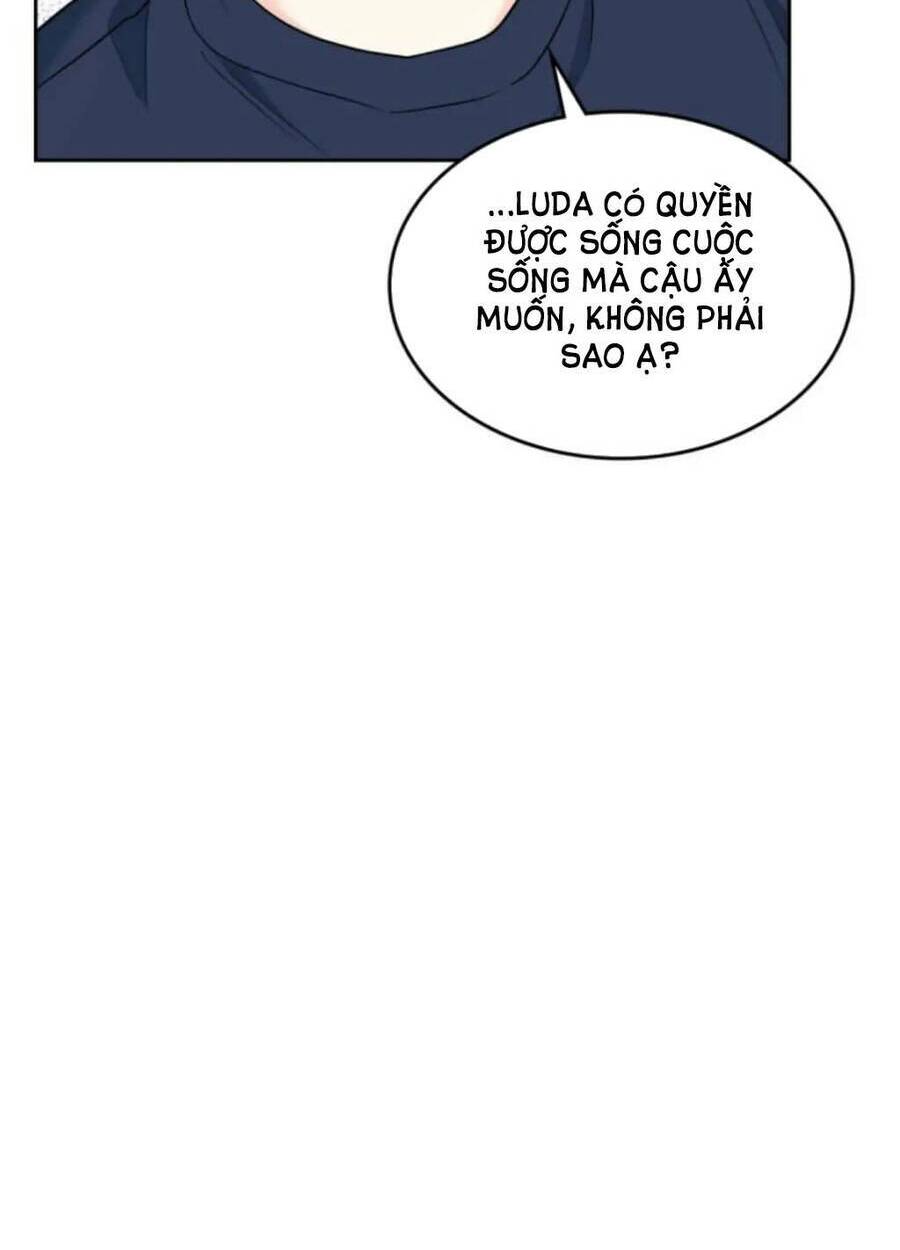 ...LUDA CÓ QUYỀN
ĐƯỢC SỐNG CUỘC
SỐNG MÀ CẬU ẤY
MUỐN, KHÔNG PHẢI
SAO Ạ?